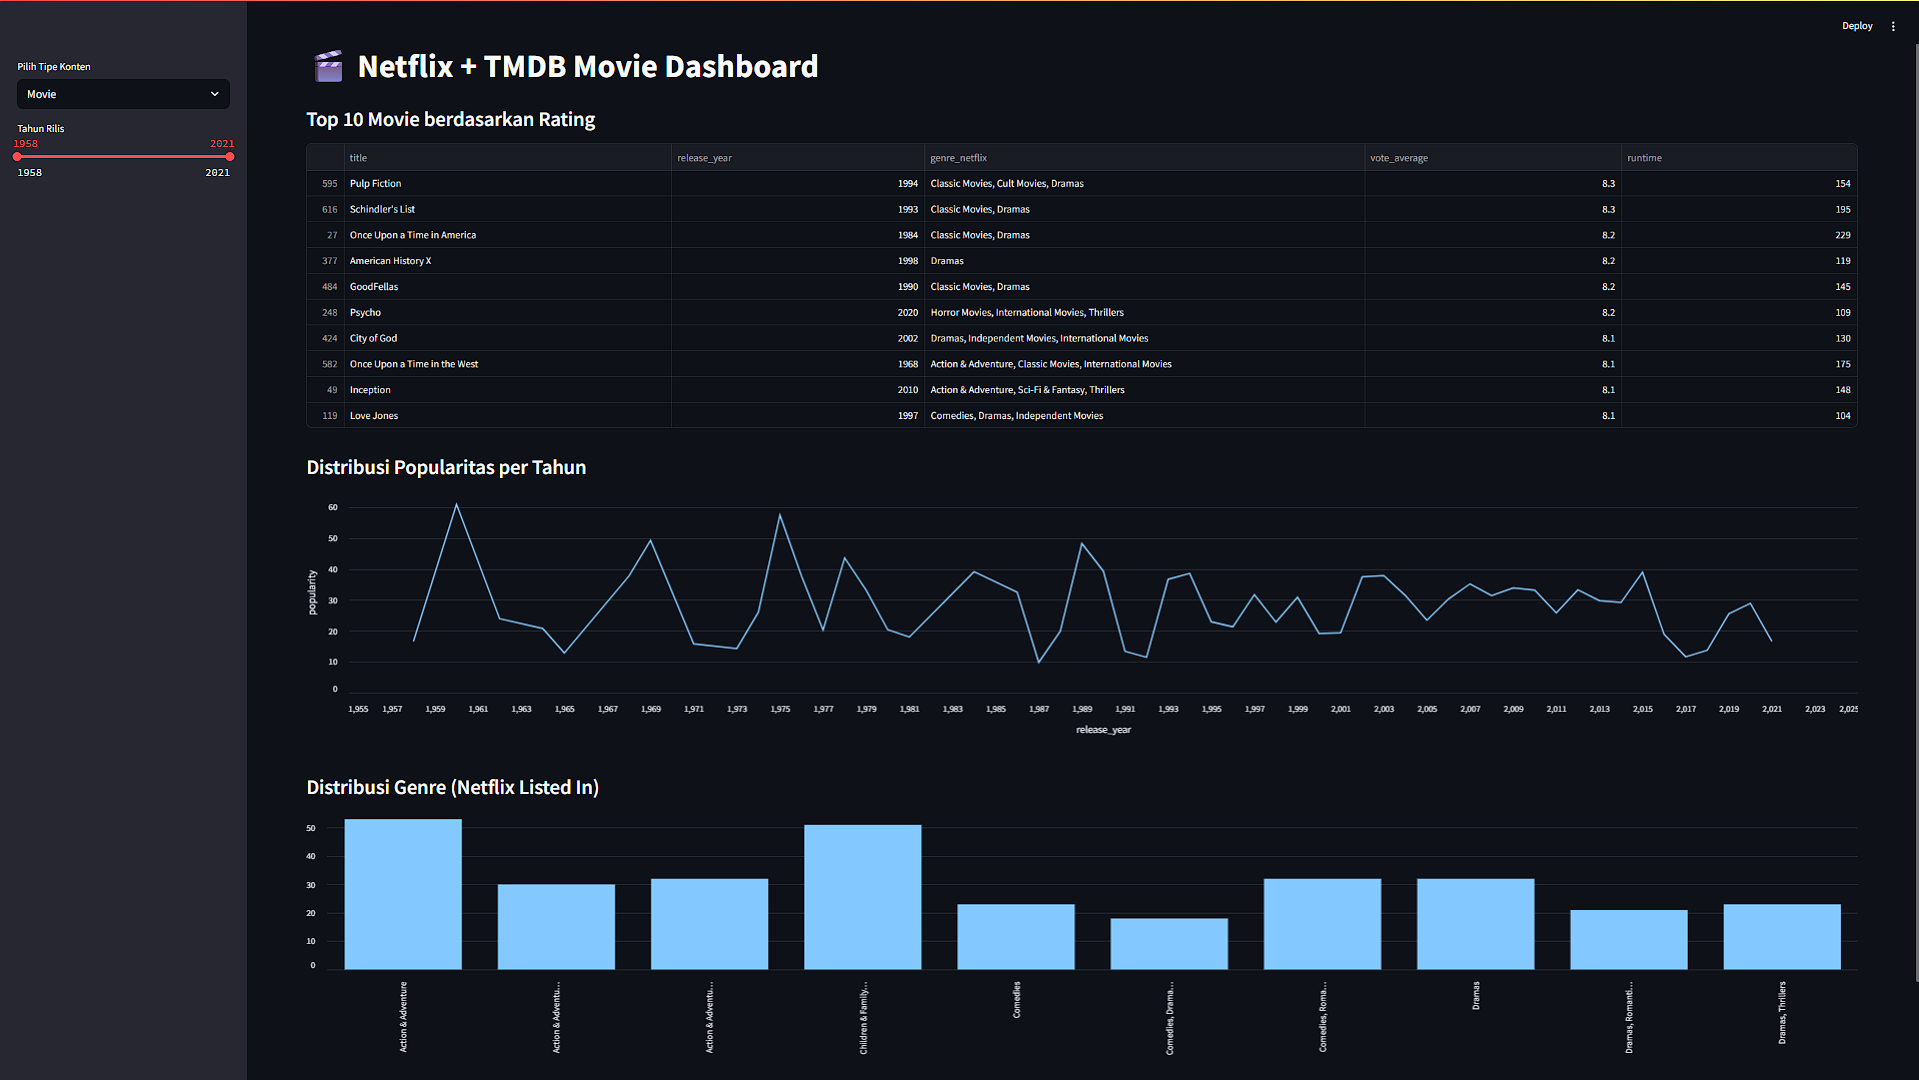 Deploy
Pilih Tipe Konten
Movie
Tahun Rilis
1958 2021
1958 2021
Netflix + TMDB Movie Dashboard
Top 10 Movie berdasarkan Rating
title release_year genre_netflix vote_average runtime
595 Pulp Fiction 1994 Classic Movies, Cult Movies, Dramas 8.3 154
616 Schindler's List 1993 Classic Movies, Dramas 8.3 195
27 Once Upon a Time in America 1984 Classic Movies, Dramas 8.2 229
377 American History X 1998 Dramas 8.2 119
484 GoodFellas 1990 Classic Movies, Dramas 8.2 145
248 Psycho 2020 Horror Movies, International Movies, Thrillers 8.2 109
424 City of God 2002 Dramas, Independent Movies, International Movies 8.1 130
582 Once Upon a Time in the West 1968 Action & Adventure, Classic Movies, International Movies 8.1 175
49 Inception 2010 Action & Adventure, Sci-Fi & Fantasy, Thrillers 8.1 148
119 Love Jones 1997 Comedies, Dramas, Independent Movies 8.1 104
Distribusi Popularitas per Tahun
popularity
60
50
40
30
20
10
0
1,955 1,957 1,959 1,961 1,963 1,965 1,967 1,969 1,971 1,973 1,975 1,977 1,979 1,981 1,983 1,985 1,987 1,989 1,991 1,993 1,995 1,997 1,999 2,001 2,003 2,005 2,007 2,009 2,011 2,013 2,015 2,017 2,019 2,021 2,023 2,025
release_year
Distribusi Genre (Netflix Listed In)
50
40
30
20
10
0
Action & Adventure
Action & Adventu...
Action & Adventu...
Children & Family...
Comedies
Comedies, Drama...
Comedies, Roma...
Dramas
Dramas, Romanti...
Dramas, Thrillers